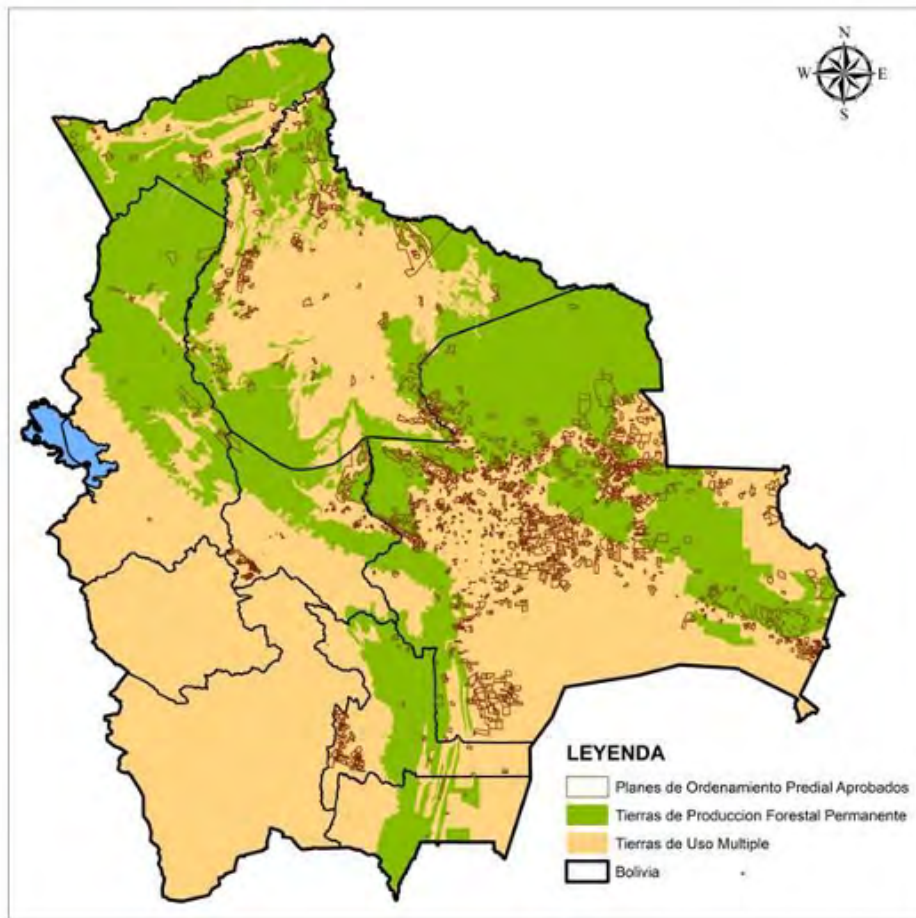 N
W E
S
LEYENDA
Planes de Ordenamiento Predial Aprobados
Tierras de Produccion Forestal Permanente
Tierras de Uso Multiple
Bolivia